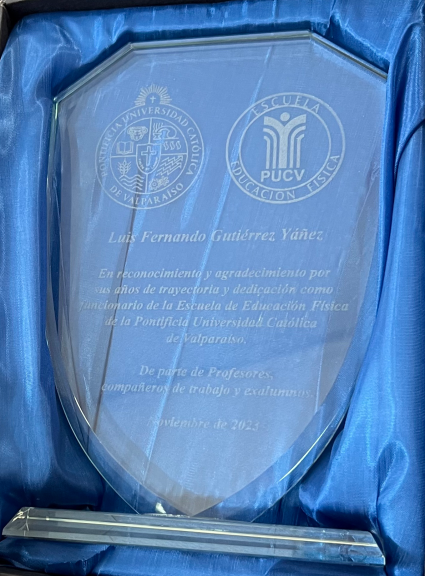 PONTIFICIA UNIVERSIDAD CATÓLICA
DE VALPARAISO
ESCUELA
PUCV
EDUCACIÓN FÍSICA
Luis Fernando Gutiérrez Yáñez
En reconocimiento y agradecimiento por
sus años de trayectoria y dedicación como
funcionario de la Escuela de Educación Física
de la Pontificia Universidad Católica
de Valparaíso.
De parte de Profesores,
compañeros de trabajo y exalumnos.
Noviembre de 2023